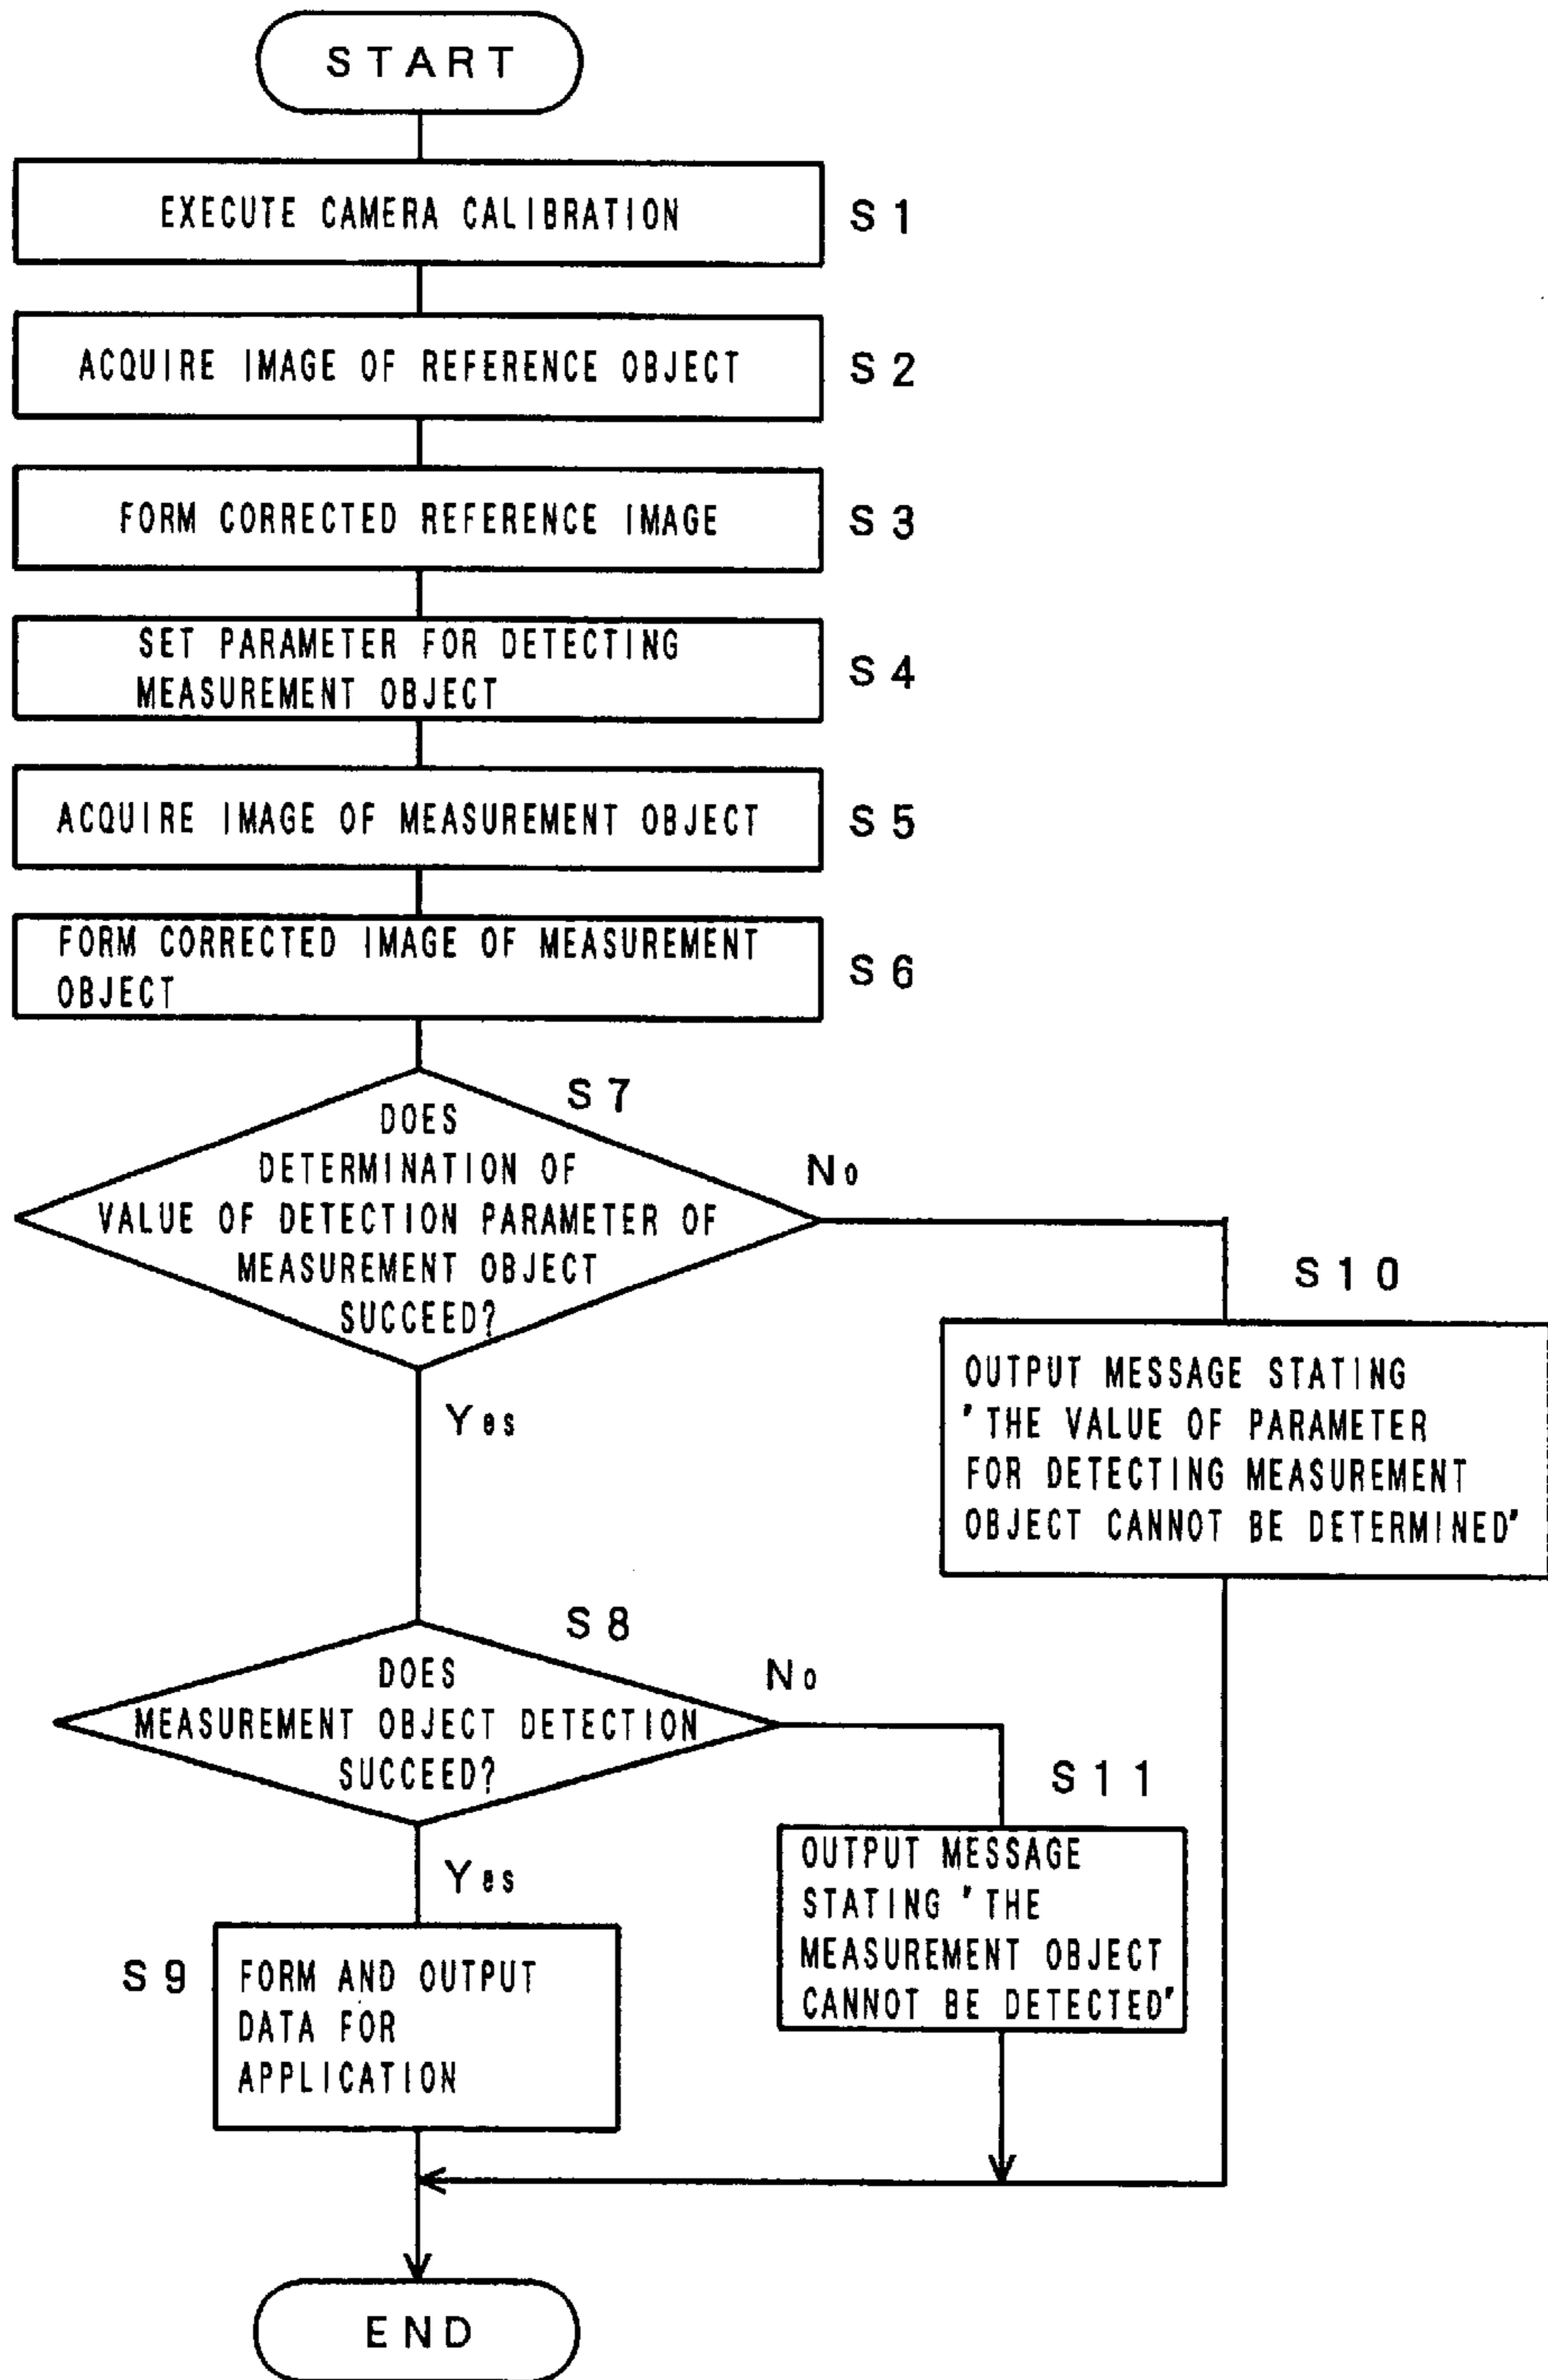 START
EXECUTE CAMERA CALIBRATION
S1
ACQUIRE IMAGE OF REFERENCE OBJECT
S2
FORM CORRECTED REFERENCE IMAGE
S3
SET PARAMETER FOR DETECTING
MEASUREMENT OBJECT
S4
ACQUIRE IMAGE OF MEASUREMENT OBJECT
S5
FORM CORRECTED IMAGE OF MEASUREMENT
OBJECT
S6
S7
DOES
DETERMINATION OF
VALUE OF DETECTION PARAMETER OF
MEASUREMENT OBJECT
SUCCEED?
No
Yes
S10
OUTPUT MESSAGE STATING
"THE VALUE OF PARAMETER
FOR DETECTING MEASUREMENT
OBJECT CANNOT BE DETERMINED"
S8
DOES
MEASUREMENT OBJECT DETECTION
SUCCEED?
No
Yes
S11
OUTPUT MESSAGE
STATING "THE
MEASUREMENT OBJECT
CANNOT BE DETECTED"
S9
FORM AND OUTPUT
DATA FOR
APPLICATION
END